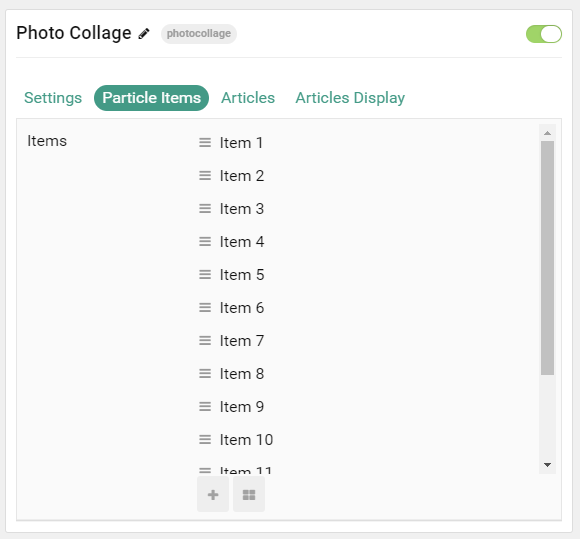 Photo Collage photocollage
Settings Particle Items Articles Articles Display
Items
Item 1
Item 2
Item 3
Item 4
Item 5
Item 6
Item 7
Item 8
Item 9
Item 10
Item 11